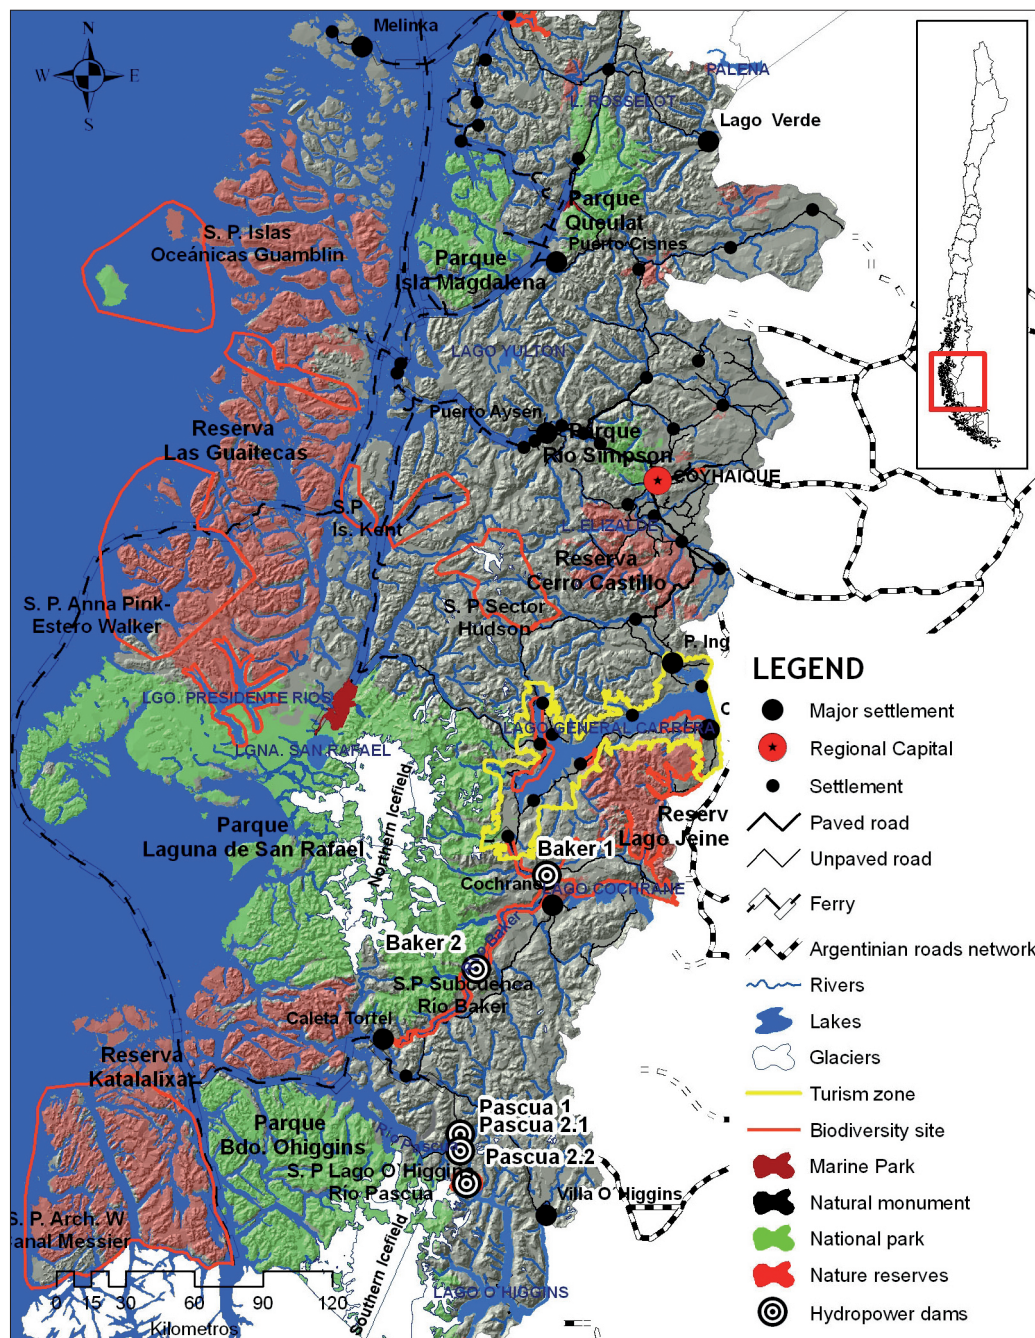 N
W E
S
Melinka
PALENA
L. ROSSELOT
Lago Verde
Parque
Queulat
Puerto Cisnes
S. P. Islas
Oceánicas Guamblin
Parque
Isla Magdalena
LAGO YULTON
Puerto Aysén
Parque
Rio Simpson
COYHAIQUE
Reserva
Las Guaitecas
S.P
Is. Kent
L. ELIZALDE
Reserva
Cerro Castillo
S. P. Anna Pink-
Estero Walker
S. P Sector
Hudson
P. Ing
LGO. PRESIDENTE RIOS
LGNA. SAN RAFAEL
LAGO GENERAL CARRERA
C
Parque
Laguna de San Rafael
Northern Icefield
Reserv
Lago Jeine
Baker 1
Cochrane
LAGO COCHRANE
Baker 2
Río Baker
S.P Subcuenca
Río Baker
Caleta Tortel
Reserva
Katalalixar
Pascua 1
Pascua 2.1
Pascua 2.2
Parque
Bdo. Ohiggins
S. P Lago O´Higgin
Río Pascua
Villa O´Higgins
S. P. Arch. W
anal Messier
Southern Icefield
LAGO O´HIGGINS
0 15 30 60 90 120
Kilometros
LEGEND
Major settlement
Regional Capital
Settlement
Paved road
Unpaved road
Ferry
Argentinian roads network
Rivers
Lakes
Glaciers
Turism zone
Biodiversity site
Marine Park
Natural monument
National park
Nature reserves
Hydropower dams